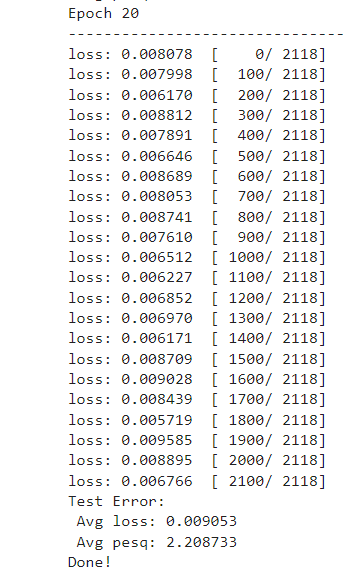 Epoch 20
-------------------------------
loss: 0.008078  [    0/ 2118]
loss: 0.007998  [  100/ 2118]
loss: 0.006170  [  200/ 2118]
loss: 0.008812  [  300/ 2118]
loss: 0.007891  [  400/ 2118]
loss: 0.006646  [  500/ 2118]
loss: 0.008689  [  600/ 2118]
loss: 0.008053  [  700/ 2118]
loss: 0.008741  [  800/ 2118]
loss: 0.007610  [  900/ 2118]
loss: 0.006512  [ 1000/ 2118]
loss: 0.006227  [ 1100/ 2118]
loss: 0.006852  [ 1200/ 2118]
loss: 0.006970  [ 1300/ 2118]
loss: 0.006171  [ 1400/ 2118]
loss: 0.008709  [ 1500/ 2118]
loss: 0.009028  [ 1600/ 2118]
loss: 0.008439  [ 1700/ 2118]
loss: 0.005719  [ 1800/ 2118]
loss: 0.009585  [ 1900/ 2118]
loss: 0.008895  [ 2000/ 2118]
loss: 0.006766  [ 2100/ 2118]
Test Error:
 Avg loss: 0.009053
 Avg pesq: 2.208733
Done!